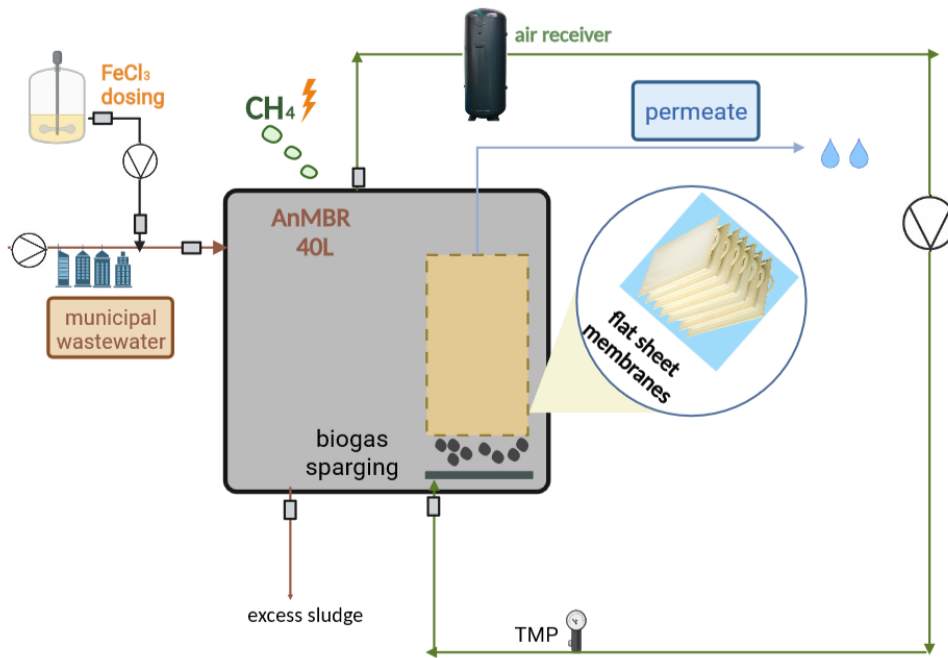 air receiver
FeCl₃
dosing
CH₄
permeate
AnMBR
40L
municipal
wastewater
flat sheet
membranes
biogas
sparging
excess sludge
TMP